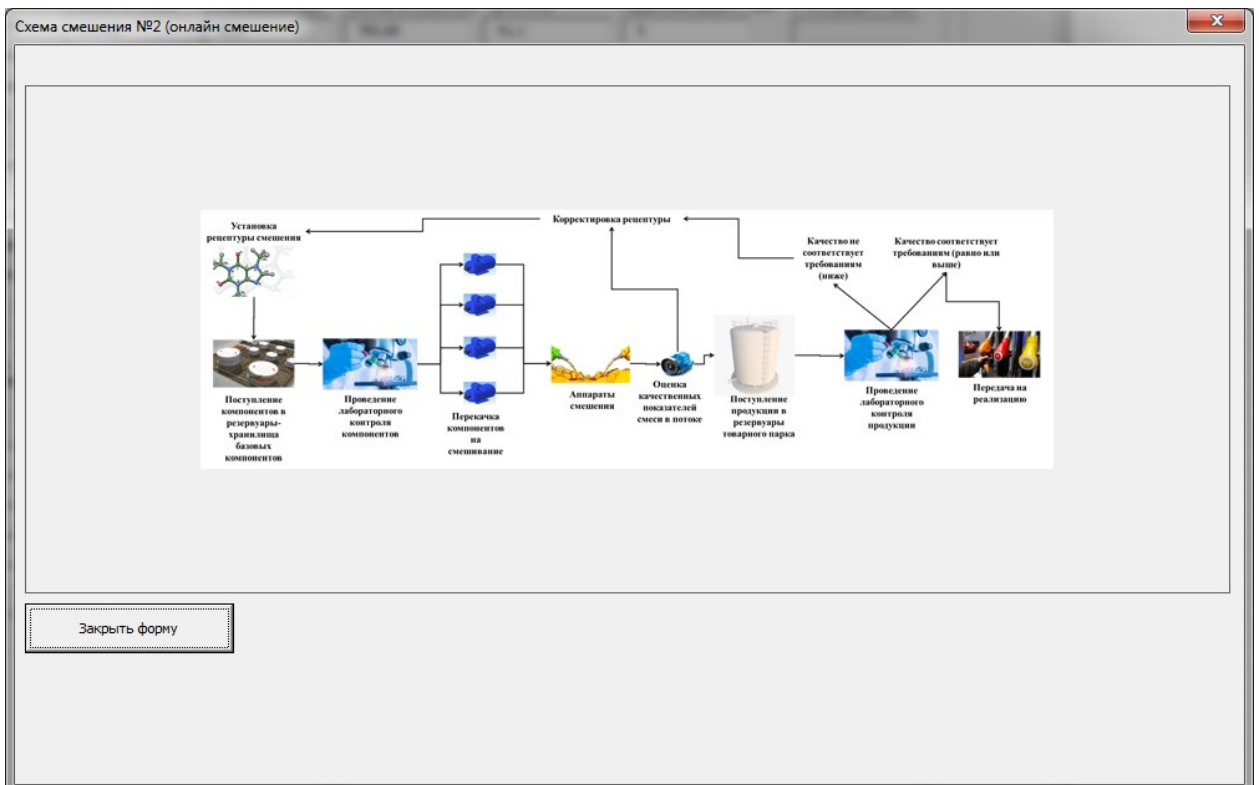 Схема смешения №2 (онлайн смешение)
Корректировка рецептуры
Установка
рецептуры смешения
Качество не
соответствует
требованиям
(ниже)
Качество соответствует
требованиям (равно или
выше)
Поступление
компонентов в
резервуары-
хранилища
базовых
компонентов
Проведение
лабораторного
контроля
компонентов
Перекачка
компонентов
на
смешивание
Аппараты
смешения
Оценка
качественных
показателей
смеси в потоке
Поступление
продукции в
резервуары
товарного парка
Проведение
лабораторного
контроля
продукции
Передача на
реализацию
Закрыть форму